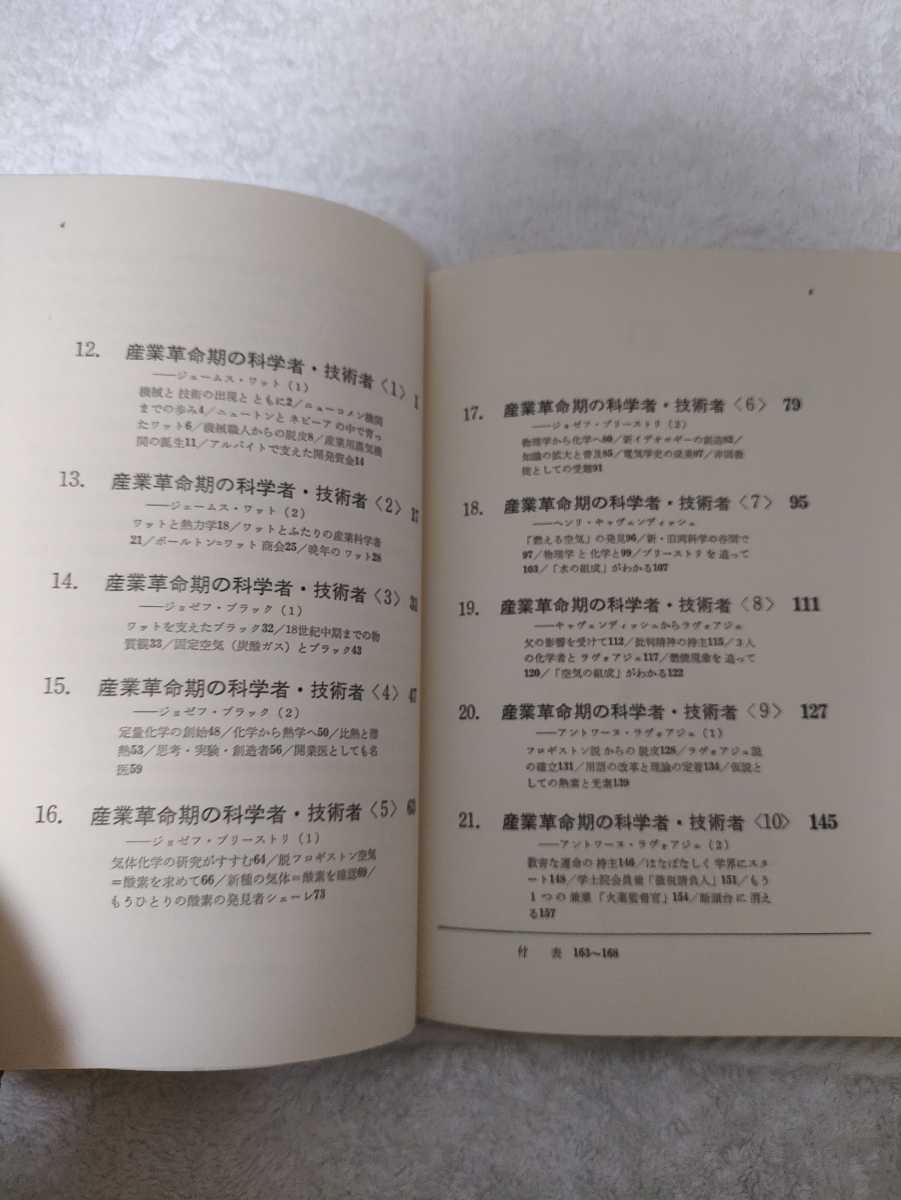 12. 産業革命期の科学者・技術者〈1〉 1
——ジェームス・ワット(1)
機械と技術の出現とともに2/ニューコメン機関
までの歩み4/ニュートンとネピーアの中で育っ
たワット6/機械職人からの脱皮8/産業用蒸気機
関の誕生11/アルバイトで支えた開発資金14
13. 産業革命期の科学者・技術者〈2〉 17
——ジェームス・ワット(2)
ワットと熱力学18/ワットとふたりの産業科学者
21/ボールトン=ワット商会25/晩年のワット28
14. 産業革命期の科学者・技術者〈3〉 31
——ジョゼフ・ブラック(1)
ワットを支えたブラック32/18世紀中期までの物
質観33/固定空気(炭酸ガス)とブラック43
15. 産業革命期の科学者・技術者〈4〉 47
——ジョゼフ・ブラック(2)
定量化学の創始48/化学から熱学へ50/比熱と潜
熱53/思考・実験・創造者56/開業医としても名
医59
16. 産業革命期の科学者・技術者〈5〉 63
——ジョゼフ・プリーストリ(1)
気体化学の研究がすすむ64/脱フロギストン空気
=酸素を求めて66/新種の気体=酸素を確認69/
もうひとりの酸素の発見者シェーレ73
17. 産業革命期の科学者・技術者〈6〉 79
——ジョゼフ・プリーストリ(2)
物理学から化学へ80/新イデオロギーの創造82/
知識の拡大と普及85/電気学史の成果87/非国教
徒としての受難91
18. 産業革命期の科学者・技術者〈7〉 95
——ヘンリ・キャヴェンディッシュ
「燃える空気」の発見96/新・旧両科学の谷間で
97/物理学と化学と99/プリーストリを追って
103/「水の組成」がわかる107
19. 産業革命期の科学者・技術者〈8〉 111
——キャヴェンディッシュからラヴォアジェ
父の影響を受けて112/批判精神の持主115/3人
の化学者とラヴォアジェ117/燃焼現象を追って
120/「空気の組成」がわかる122
20. 産業革命期の科学者・技術者〈9〉 127
——アントワーヌ・ラヴォアジェ(1)
フロギストン説からの脱皮128/ラヴォアジェ説
の確立131/用語の改革と理論の定着134/仮説と
しての熱素と光素139
21. 産業革命期の科学者・技術者〈10〉 145
——アントワーヌ・ラヴォアジェ(2)
数奇な運命の持主146/はなばなしく学界にスタ
ート148/学士院会員兼「徴税請負人」151/もう
1つの兼業「火薬監督官」154/断頭台に消え
る157
付 表 163〜168